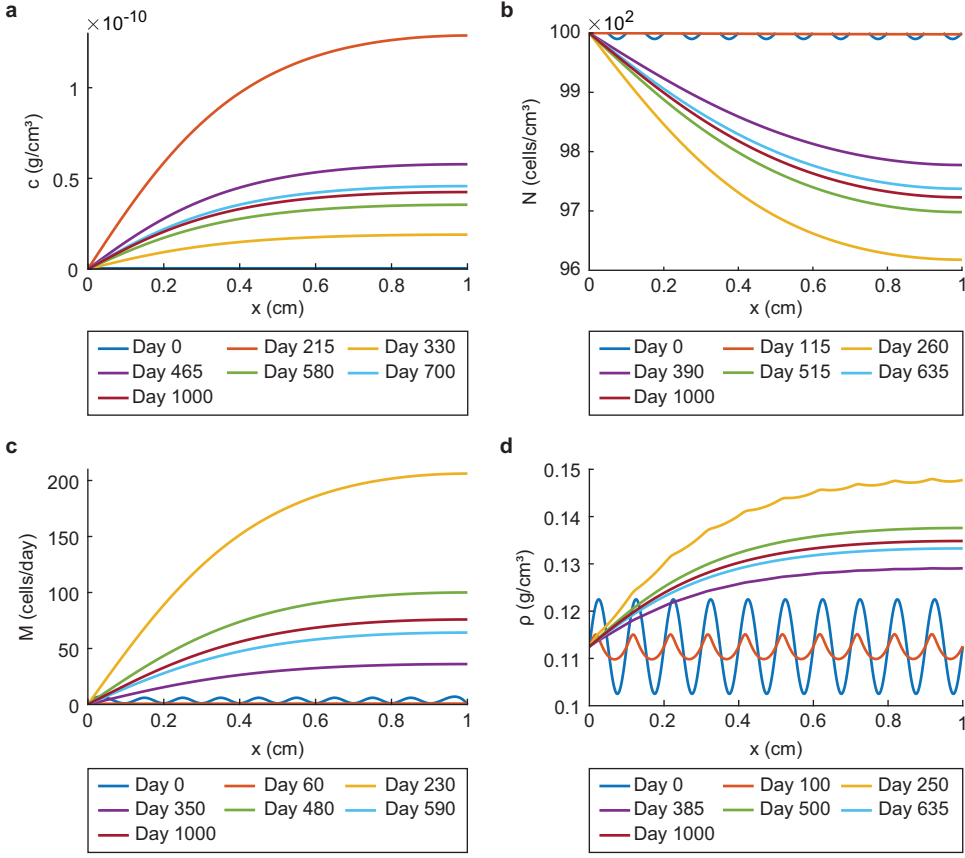 a
×10⁻¹⁰
1
0.5
0
c (g/cm³)
0 0.2 0.4 0.6 0.8 1
x (cm)
Day 0 Day 215 Day 330
Day 465 Day 580 Day 700
Day 1000
b
×10²
100
99
98
97
96
N (cells/cm³)
0 0.2 0.4 0.6 0.8 1
x (cm)
Day 0 Day 115 Day 260
Day 390 Day 515 Day 635
Day 1000
c
200
150
100
50
0
M (cells/day)
0 0.2 0.4 0.6 0.8 1
x (cm)
Day 0 Day 60 Day 230
Day 350 Day 480 Day 590
Day 1000
d
0.15
0.14
0.13
0.12
0.11
0.1
ρ (g/cm³)
0 0.2 0.4 0.6 0.8 1
x (cm)
Day 0 Day 100 Day 250
Day 385 Day 500 Day 635
Day 1000